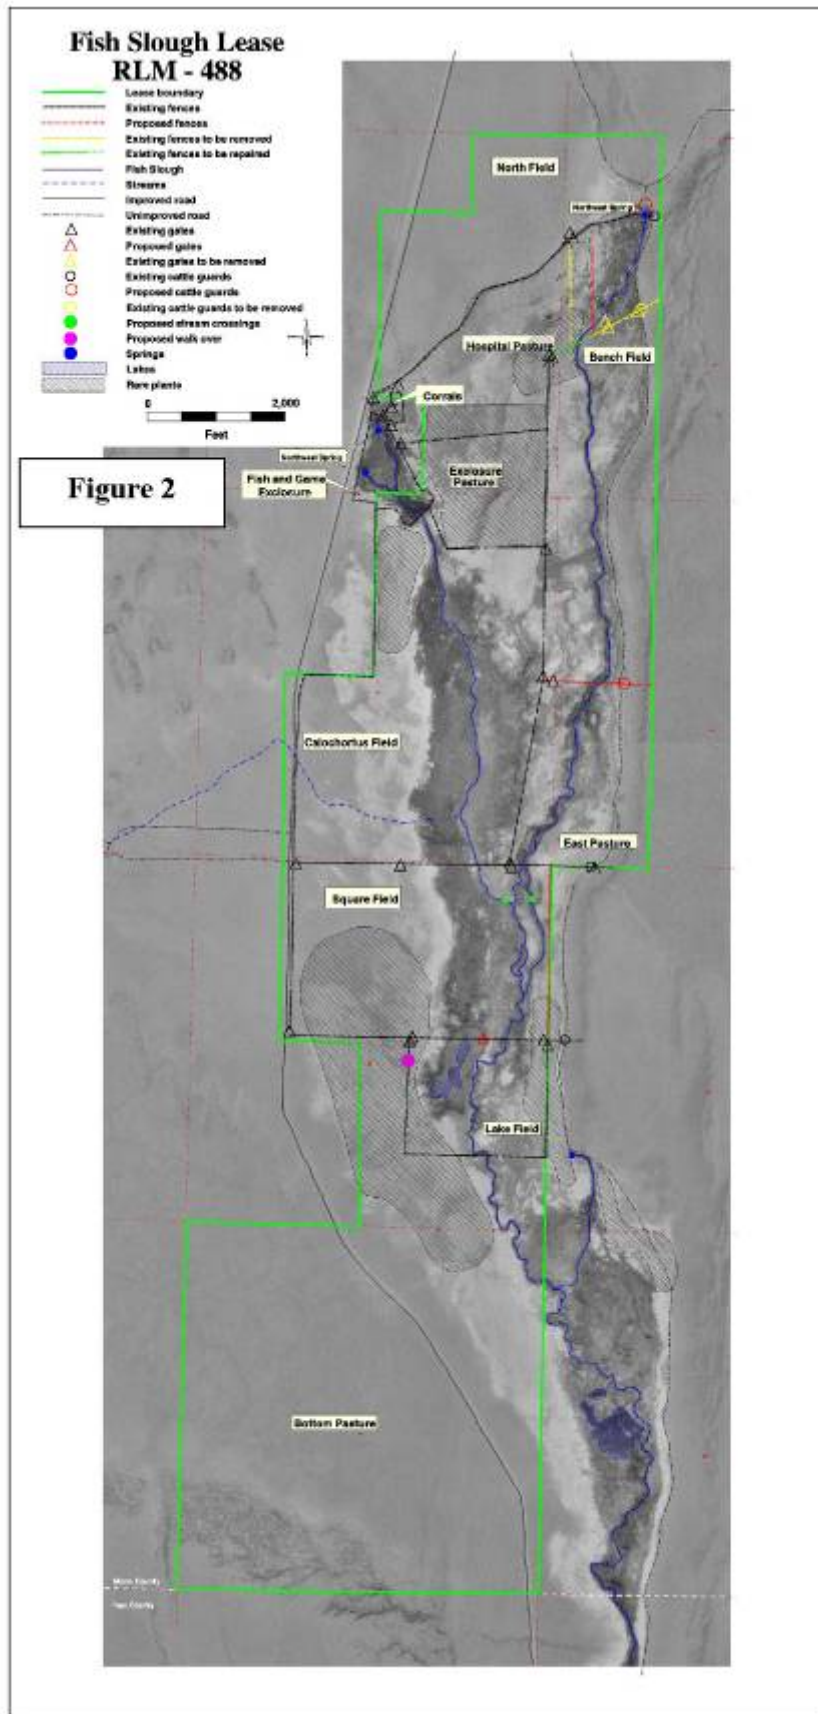 Fish Slough Lease
RLM - 488
Lease boundary
Existing fences
Proposed fences
Existing fences to be removed
Existing fences to be repaired
Fish Slough
Streams
Improved road
Unimproved road
Existing gates
Proposed gates
Existing gates to be removed
Existing cattle guards
Proposed cattle guards
Existing cattle guards to be removed
Proposed stream crossings
Proposed walk over
Springs
Lakes
Rare plants
0 2,000
Feet
Figure 2
North Field
Northeast Spring
Hospital Pasture
Bench Field
Corrals
Northwest Spring
Fish and Game
Exclosure
Exclosure
Pasture
Calochortus Field
East Pasture
Square Field
Lake Field
Bottom Pasture
Mono County